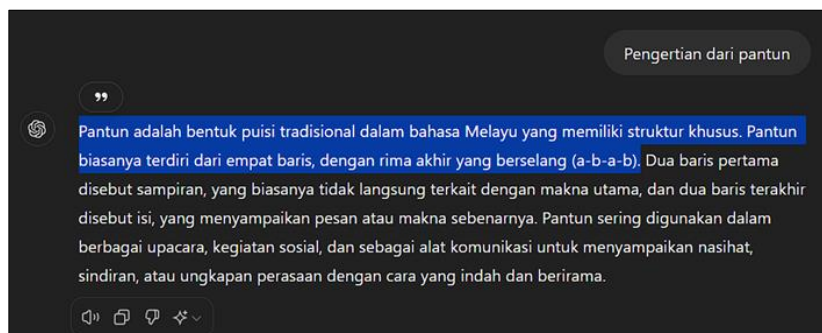 Pengertian dari pantun
”
Pantun adalah bentuk puisi tradisional dalam bahasa Melayu yang memiliki struktur khusus. Pantun
biasanya terdiri dari empat baris, dengan rima akhir yang berselang (a-b-a-b). Dua baris pertama
disebut sampiran, yang biasanya tidak langsung terkait dengan makna utama, dan dua baris terakhir
disebut isi, yang menyampaikan pesan atau makna sebenarnya. Pantun sering digunakan dalam
berbagai upacara, kegiatan sosial, dan sebagai alat komunikasi untuk menyampaikan nasihat,
sindiran, atau ungkapan perasaan dengan cara yang indah dan berirama.